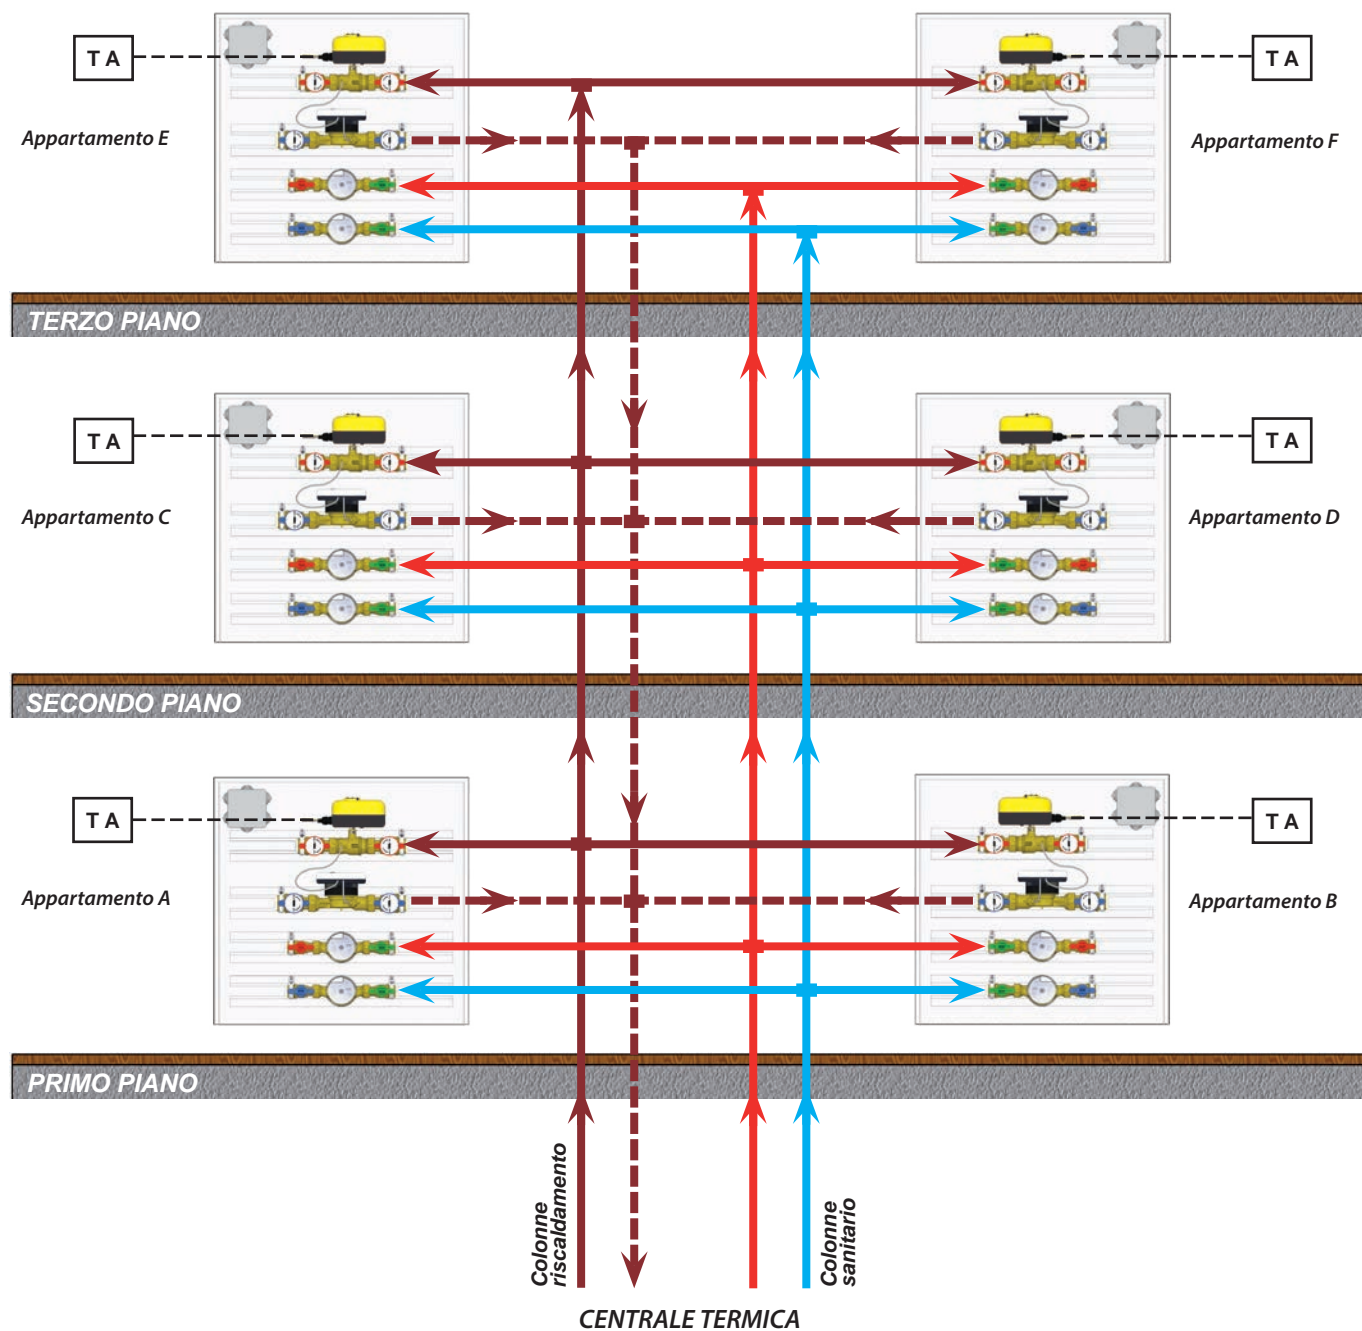 T A
T A
Appartamento E
Appartamento F
TERZO PIANO
T A
T A
Appartamento C
Appartamento D
SECONDO PIANO
T A
T A
Appartamento A
Appartamento B
PRIMO PIANO
Colonne
riscaldamento
Colonne
sanitario
CENTRALE TERMICA